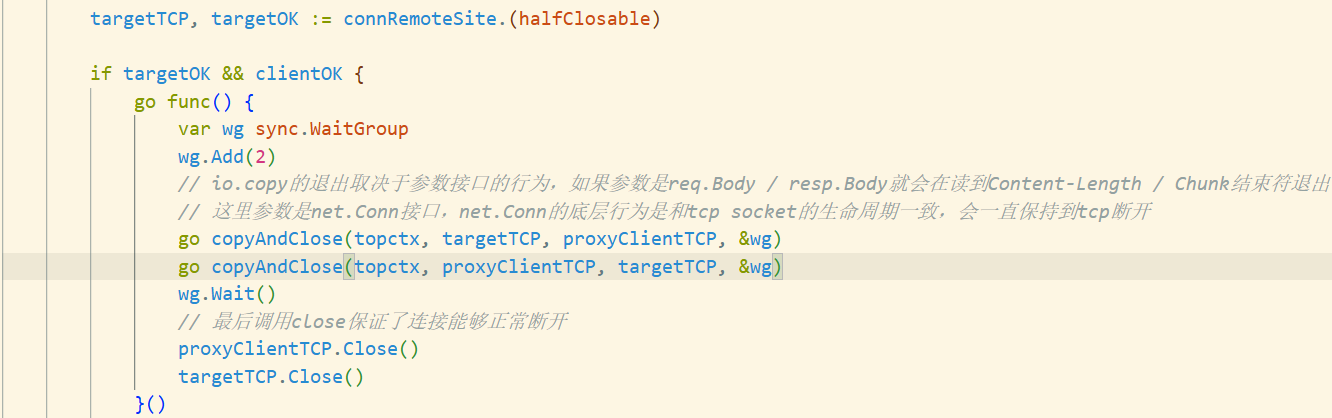 targetTCP, targetOK := connRemoteSite.(halfClosable)
if targetOK && clientOK {
go func() {
var wg sync.WaitGroup
wg.Add(2)
// io.copy的退出取决于参数接口的行为，如果参数是req.Body / resp.Body就会在读到Content-Length / Chunk结束符退出
// 这里参数是net.Conn接口，net.Conn的底层行为是和tcp socket的生命周期一致，会一直保持到tcp断开
go copyAndClose(topctx, targetTCP, proxyClientTCP, &wg)
go copyAndClose(topctx, proxyClientTCP, targetTCP, &wg)
wg.Wait()
// 最后调用close保证了连接能够正常断开
proxyClientTCP.Close()
targetTCP.Close()
}()